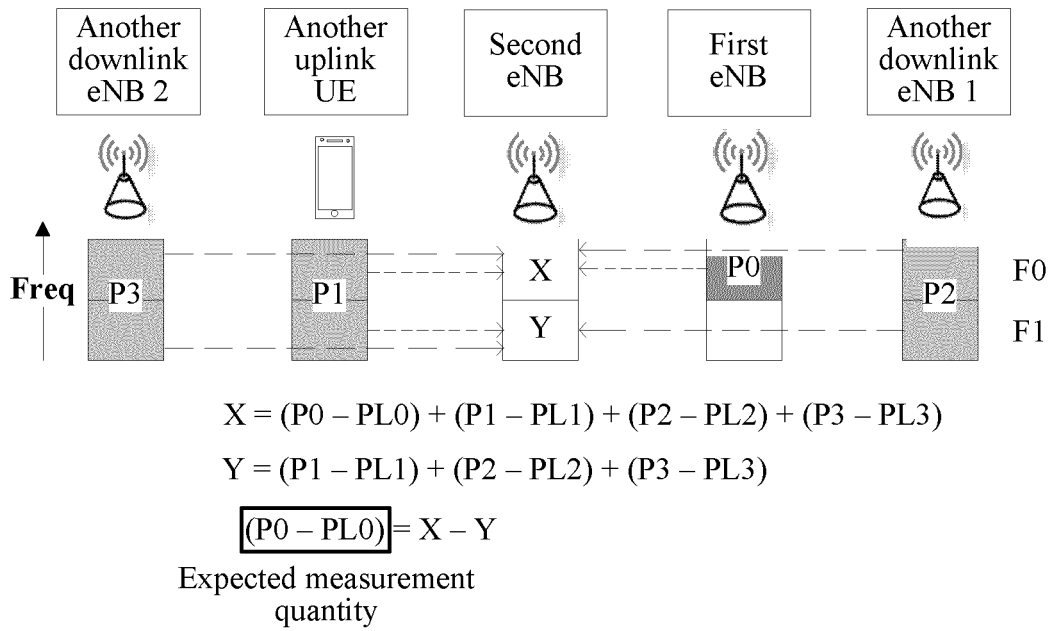 Another
downlink
eNB 2
Another
uplink
UE
Second
eNB
First
eNB
Another
downlink
eNB 1
Freq
P3
P1
X
Y
P0
P2
F0
F1
X = (P0 – PL0) + (P1 – PL1) + (P2 – PL2) + (P3 – PL3)
Y = (P1 – PL1) + (P2 – PL2) + (P3 – PL3)
(P0 – PL0) = X – Y
Expected measurement
quantity